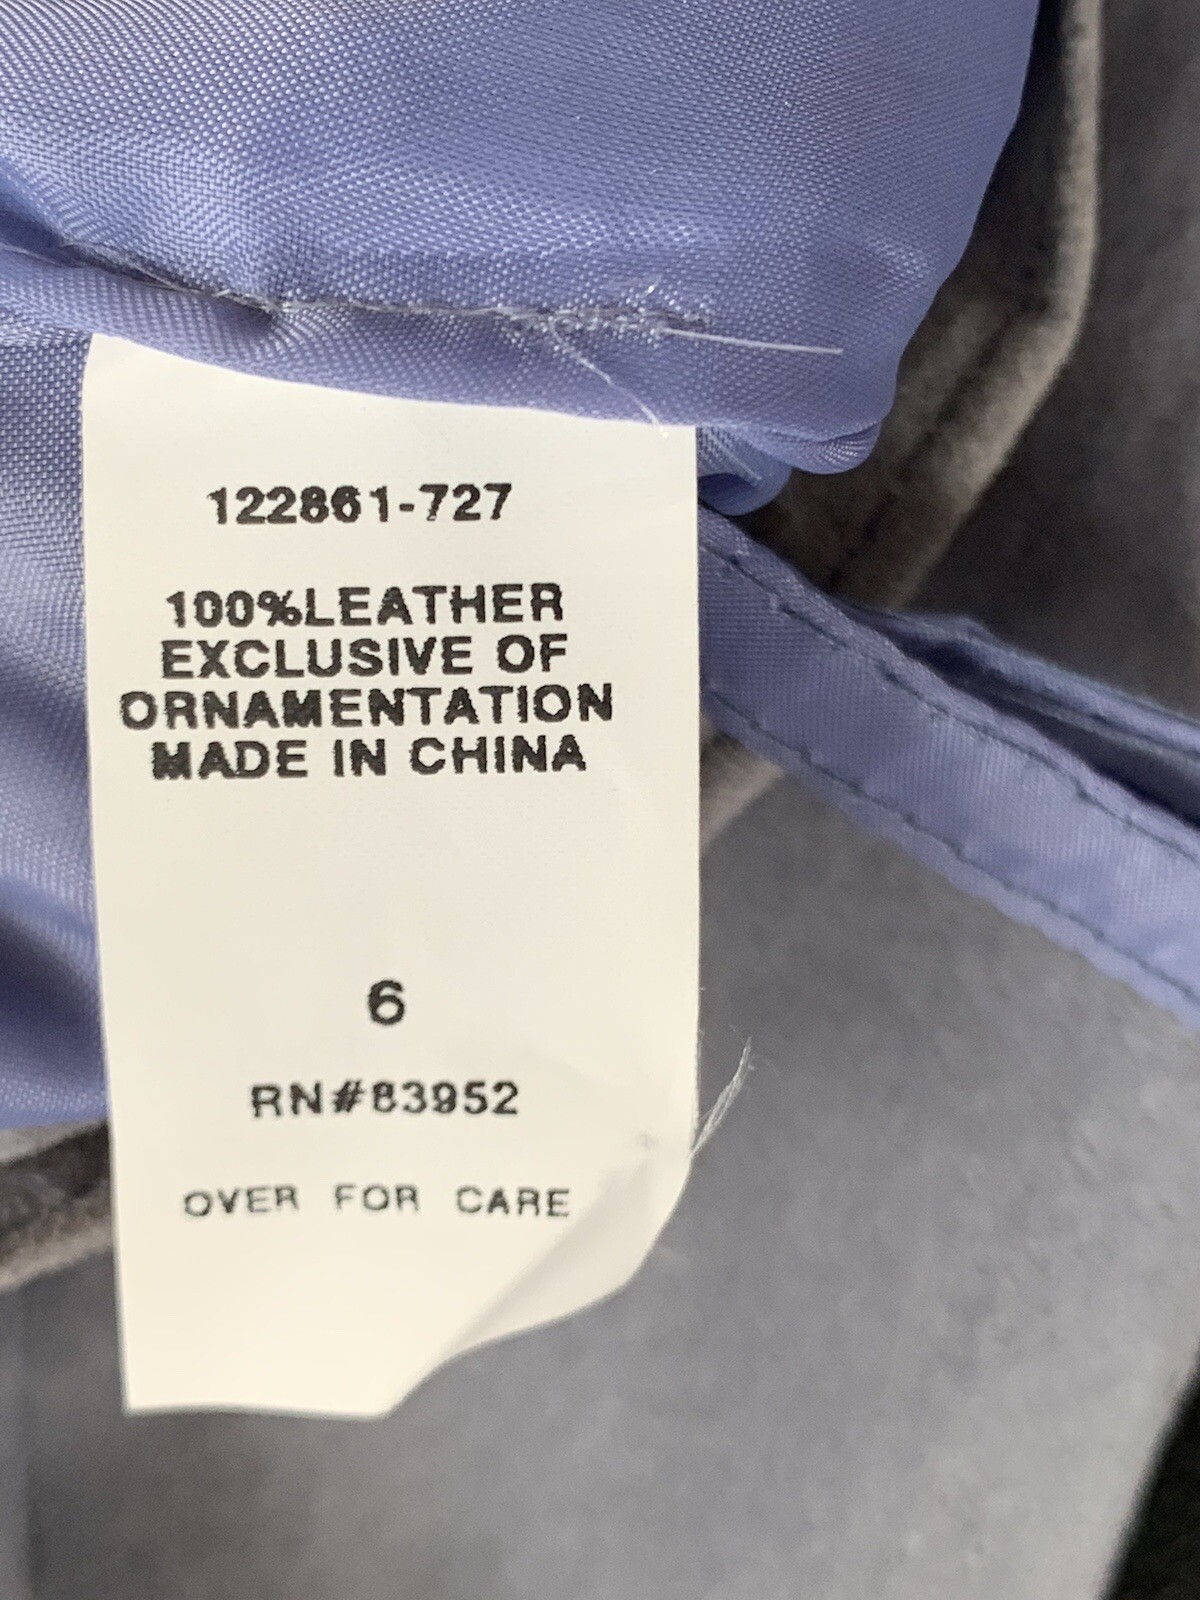 122861-727
100%LEATHER
EXCLUSIVE OF
ORNAMENTATION
MADE IN CHINA
6
RN#83952
OVER FOR CARE